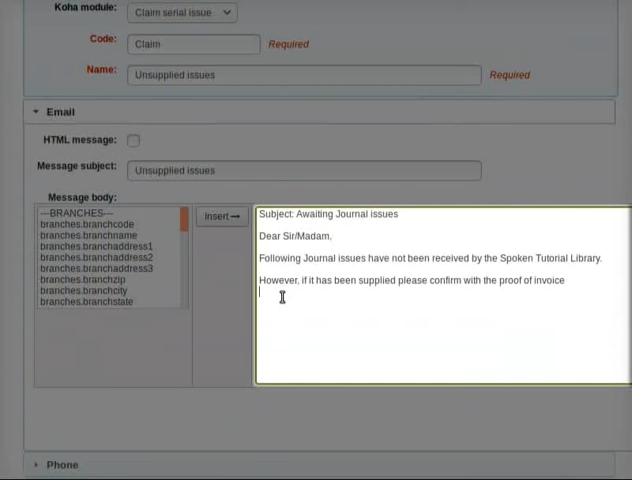 Koha module: Claim serial issue
Code: Claim Required
Name: Unsupplied issues Required
Email
HTML message:
Message subject: Unsupplied issues
Message body:
---BRANCHES---
branches.branchcode
branches.branchname
branches.branchaddress1
branches.branchaddress2
branches.branchaddress3
branches.branchzip
branches.branchcity
branches.branchstate
Insert→
Subject: Awaiting Journal issues
Dear Sir/Madam,
Following Journal issues have not been received by the Spoken Tutorial Library.
However, if it has been supplied please confirm with the proof of invoice
Phone